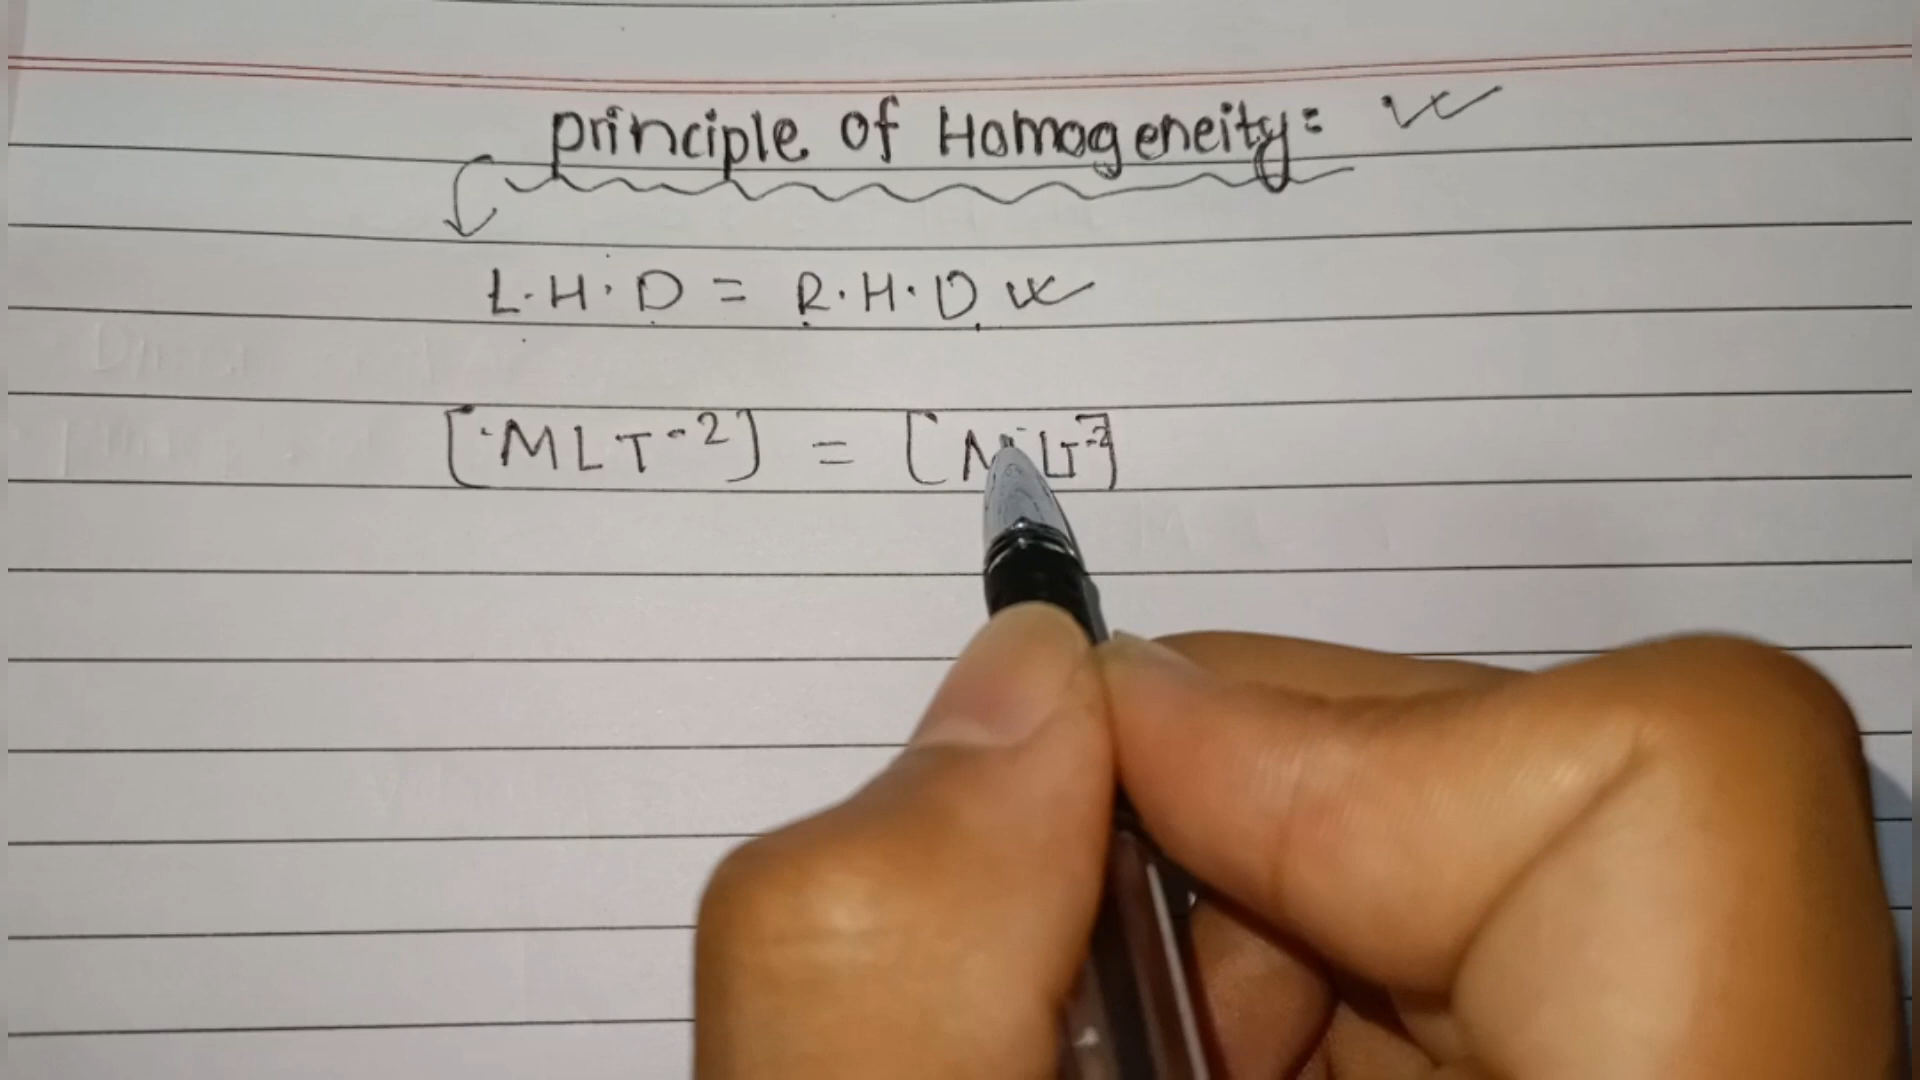 principle of Homogeneity:
L.H.D = R.H.D
[MLT-2] = [MLT-2]